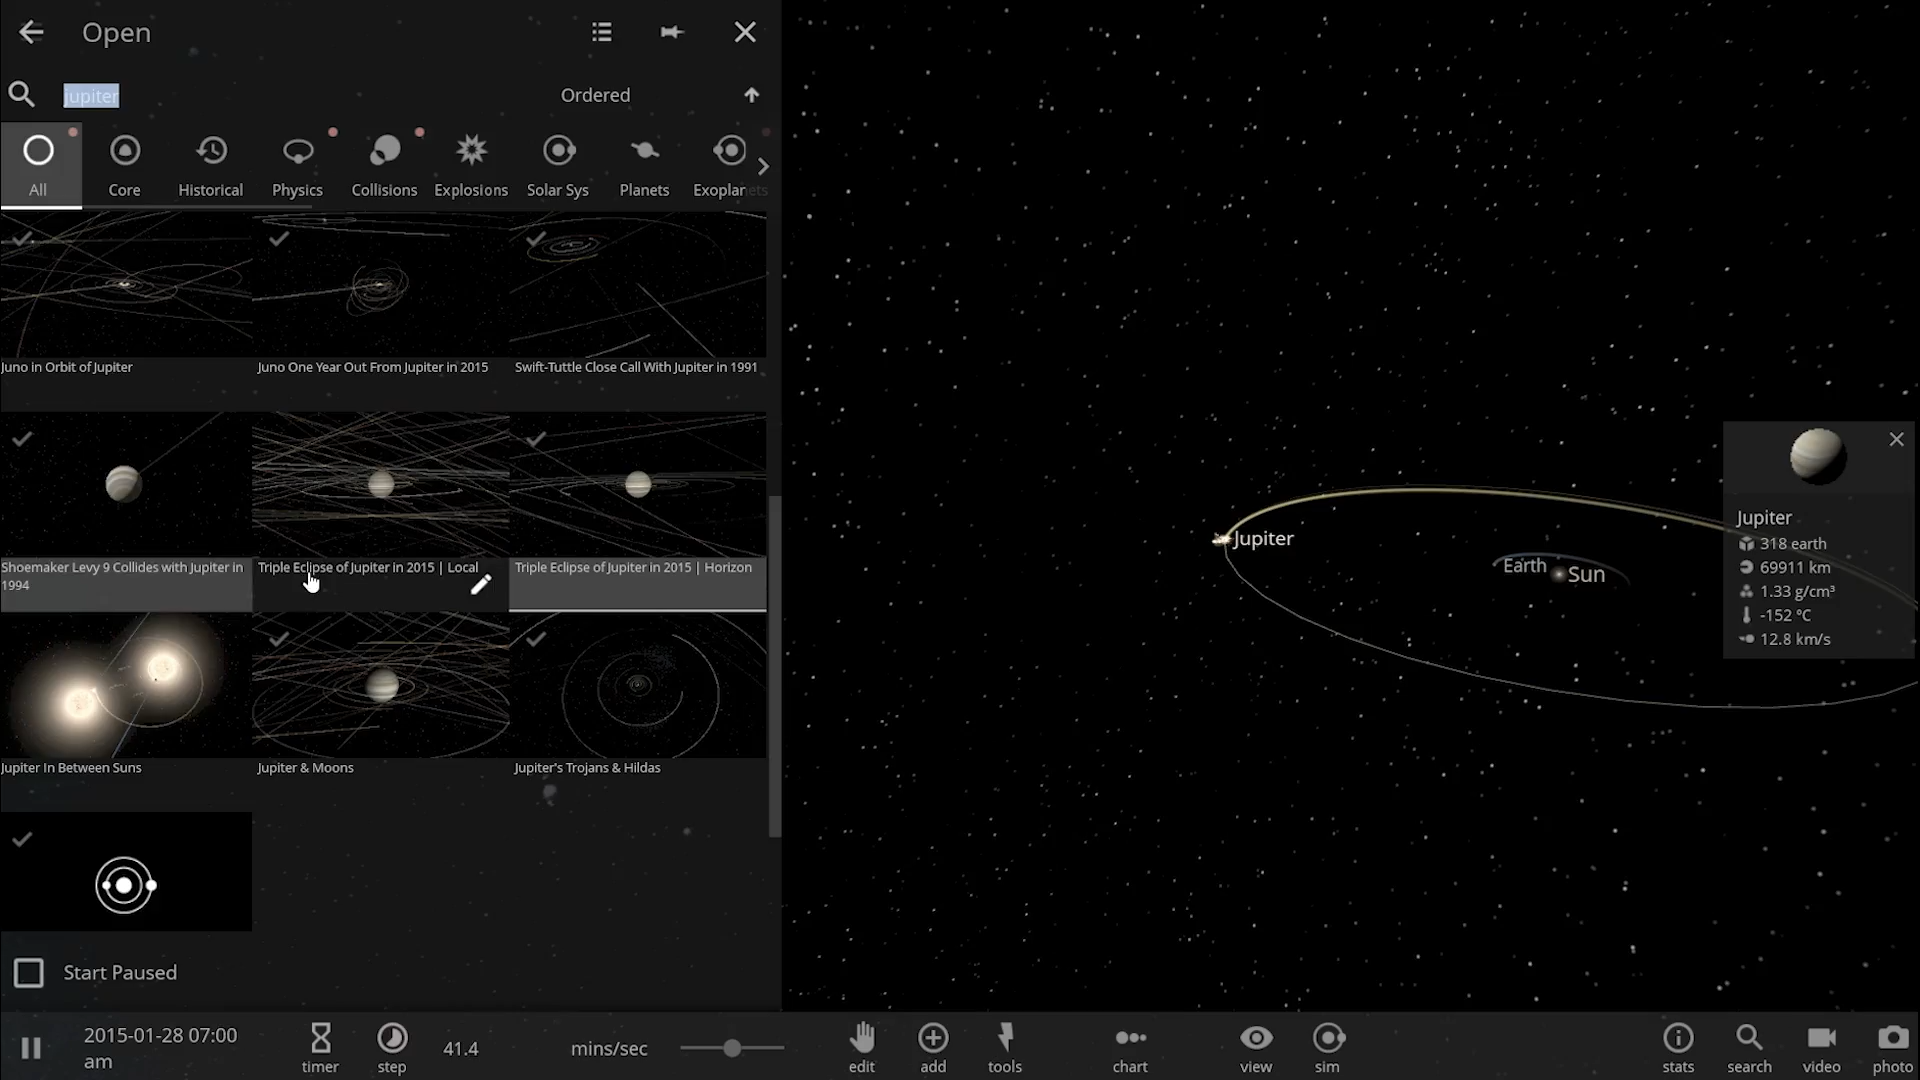 Open
jupiter
Ordered
All
Core
Historical
Physics
Collisions
Explosions
Solar Sys
Planets
Exoplanets
Juno in Orbit of Jupiter
Juno One Year Out From Jupiter in 2015
Swift-Tuttle Close Call With Jupiter in 1991
Shoemaker Levy 9 Collides with Jupiter in
1994
Triple Eclipse of Jupiter in 2015 | Local
Triple Eclipse of Jupiter in 2015 | Horizon
Jupiter In Between Suns
Jupiter & Moons
Jupiter's Trojans & Hildas
Start Paused
Jupiter
Earth
Sun
Jupiter
318 earth
69911 km
1.33 g/cm³
-152 °C
12.8 km/s
2015-01-28 07:00
am
timer
step
41.4
mins/sec
edit
add
tools
chart
view
sim
stats
search
video
photo